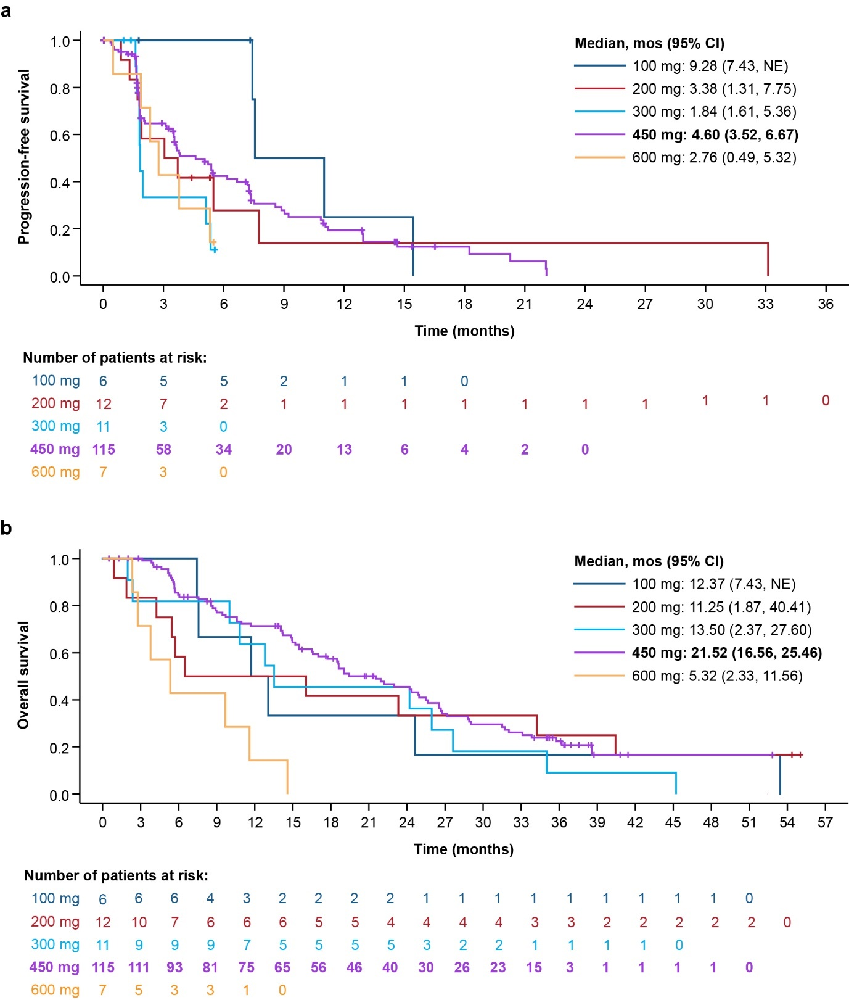 a
Progression-free survival
1.0
0.8
0.6
0.4
0.2
0.0
Median, mos (95% CI)
100 mg: 9.28 (7.43, NE)
200 mg: 3.38 (1.31, 7.75)
300 mg: 1.84 (1.61, 5.36)
450 mg: 4.60 (3.52, 6.67)
600 mg: 2.76 (0.49, 5.32)
0 3 6 9 12 15 18 21 24 27 30 33 36
Time (months)
Number of patients at risk:
100 mg 6 5 5 2 1 1 0
200 mg 12 7 2 1 1 1 1 1 1 1 1 1 0
300 mg 11 3 0
450 mg 115 58 34 20 13 6 4 2 0
600 mg 7 3 0
b
Overall survival
1.0
0.8
0.6
0.4
0.2
0.0
Median, mos (95% CI)
100 mg: 12.37 (7.43, NE)
200 mg: 11.25 (1.87, 40.41)
300 mg: 13.50 (2.37, 27.60)
450 mg: 21.52 (16.56, 25.46)
600 mg: 5.32 (2.33, 11.56)
0 3 6 9 12 15 18 21 24 27 30 33 36 39 42 45 48 51 54 57
Time (months)
Number of patients at risk:
100 mg 6 6 6 4 3 2 2 2 2 1 1 1 1 1 1 1 1 1 0
200 mg 12 10 7 6 6 6 5 5 4 4 4 4 3 3 2 2 2 2 2 0
300 mg 11 9 9 9 7 5 5 5 5 3 2 2 1 1 1 1 0
450 mg 115 111 93 81 75 65 56 46 40 30 26 23 15 3 1 1 1 1 0
600 mg 7 5 3 3 1 0